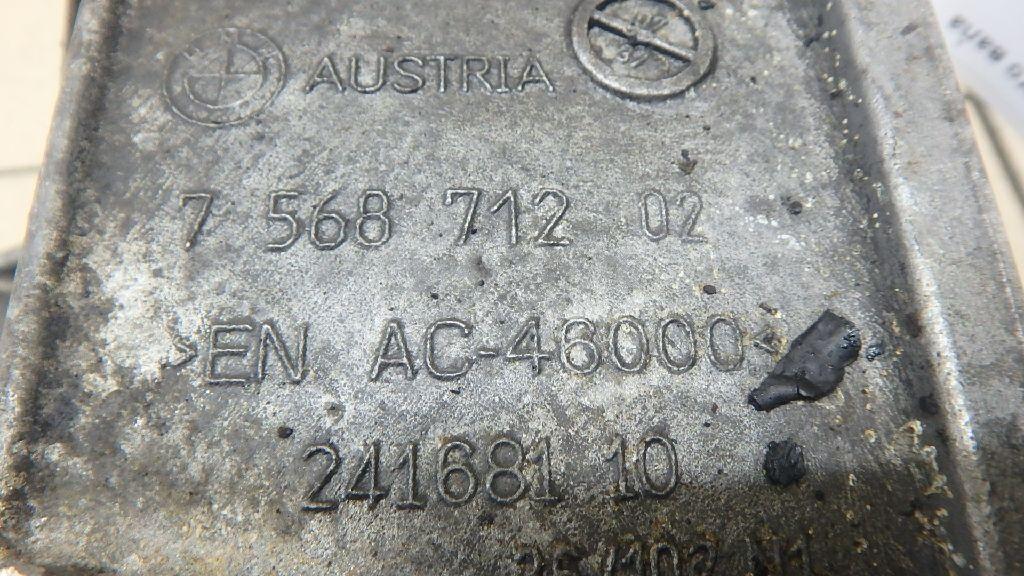 AUSTRIA
7 568 712 02
>EN AC-46000<
241681 10